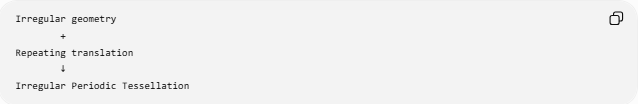 Irregular geometry
+
Repeating translation
↓
Irregular Periodic Tessellation